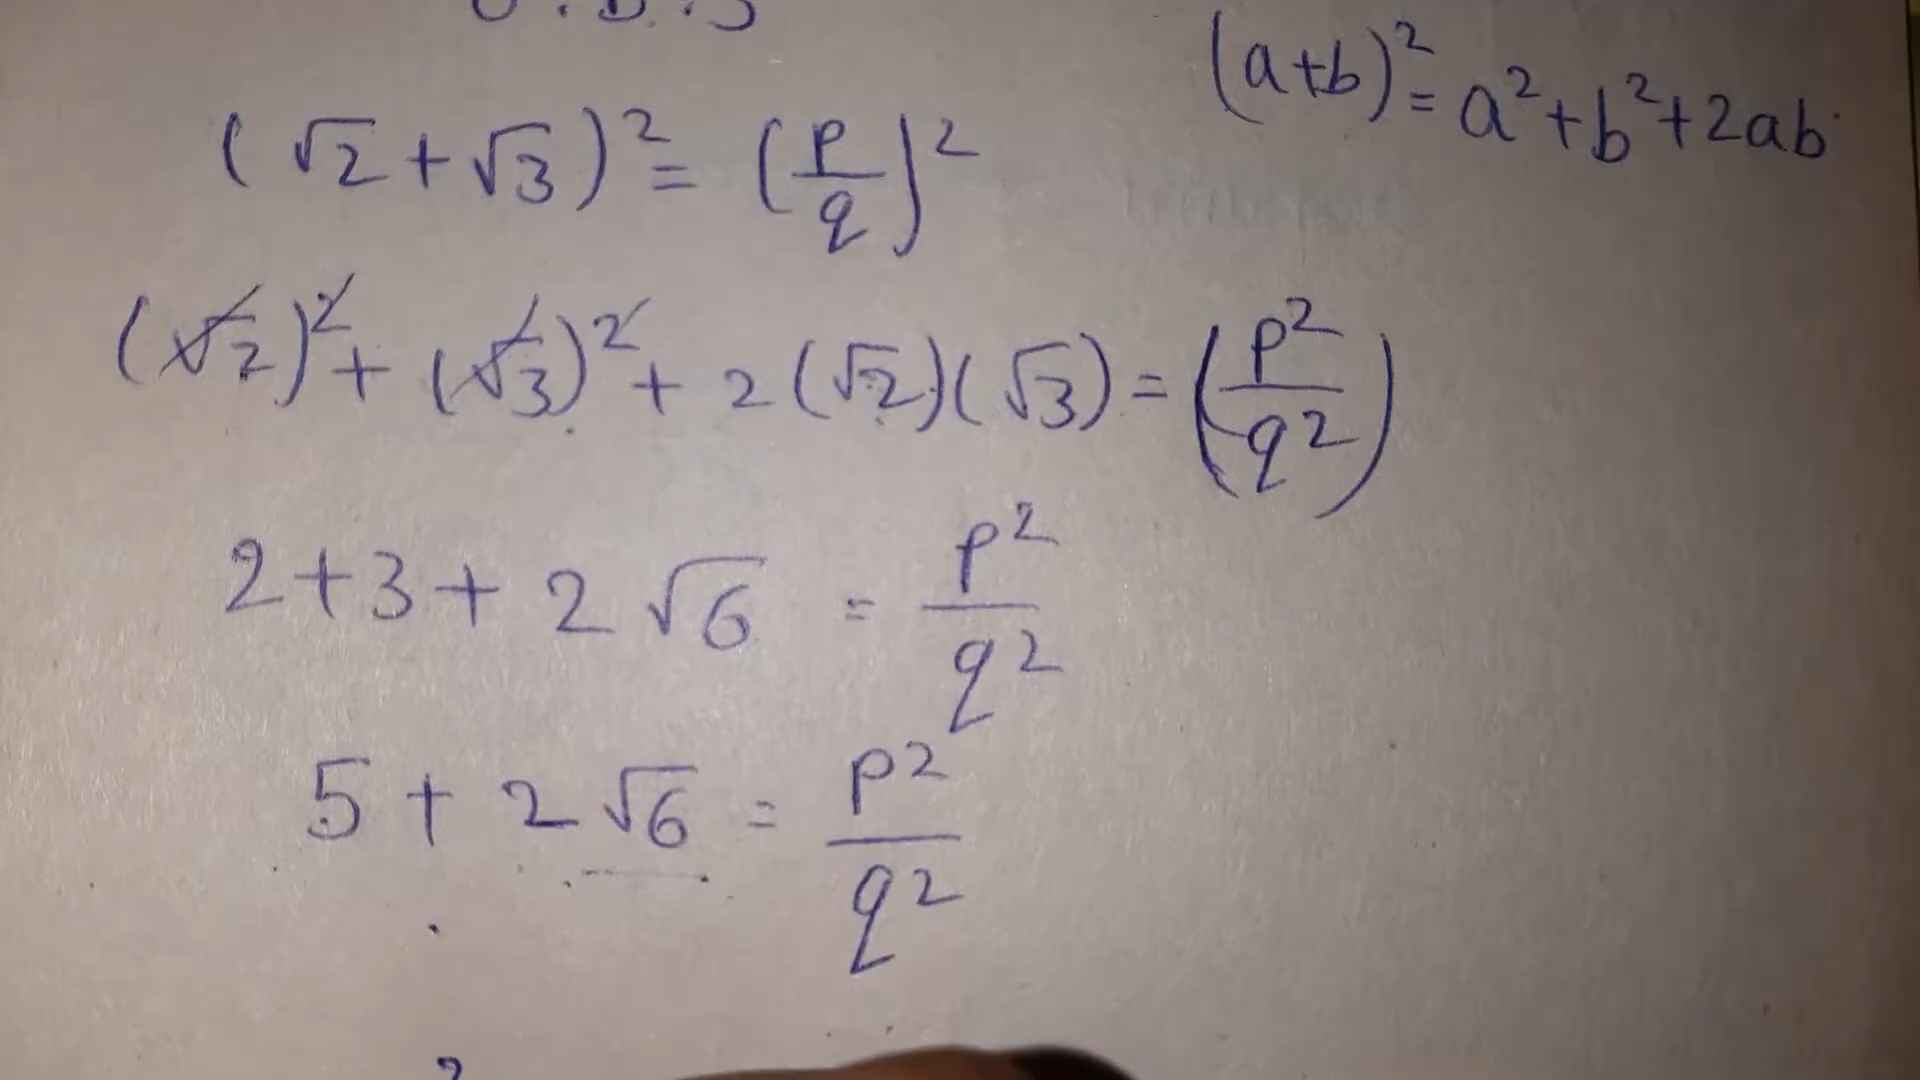 (a+b)² = a²+b²+2ab
(√2 + √3)² = (p/q)²
(√2)² + (√3)² + 2(√2)(√3) = (p²/q²)
2+3+2√6 = p²/q²
5+2√6 = p²/q²